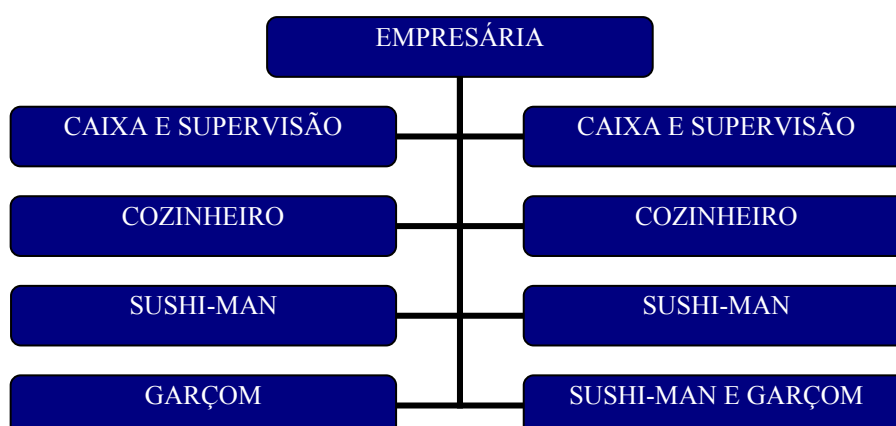 EMPRESÁRIA
CAIXA E SUPERVISÃO
CAIXA E SUPERVISÃO
COZINHEIRO
COZINHEIRO
SUSHI-MAN
SUSHI-MAN
GARÇOM
SUSHI-MAN E GARÇOM